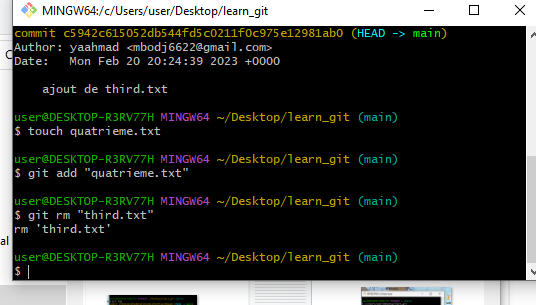 MINGW64:/c/Users/user/Desktop/learn_git
commit c5942c615052db544fd5c0211f0c975e12981ab0 (HEAD -> main)
Author: yaahmad <mbodj6622@gmail.com>
Date:   Mon Feb 20 20:24:39 2023 +0000
ajout de third.txt
user@DESKTOP-R3RV77H MINGW64 ~/Desktop/learn_git (main)
$ touch quatrieme.txt
user@DESKTOP-R3RV77H MINGW64 ~/Desktop/learn_git (main)
$ git add "quatrieme.txt"
user@DESKTOP-R3RV77H MINGW64 ~/Desktop/learn_git (main)
$ git rm "third.txt"
rm 'third.txt'
user@DESKTOP-R3RV77H MINGW64 ~/Desktop/learn_git (main)
$